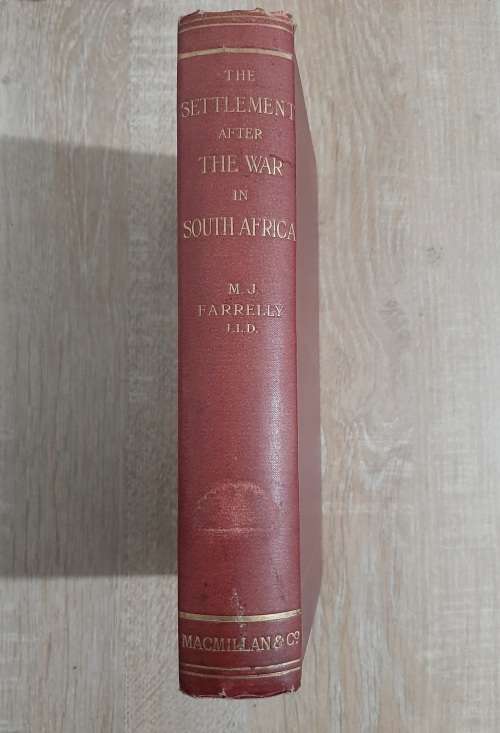 THE
SETTLEMENT
AFTER
THE WAR
IN
SOUTH AFRICA
M. J.
FARRELLY
LL.D.
MACMILLAN & Co